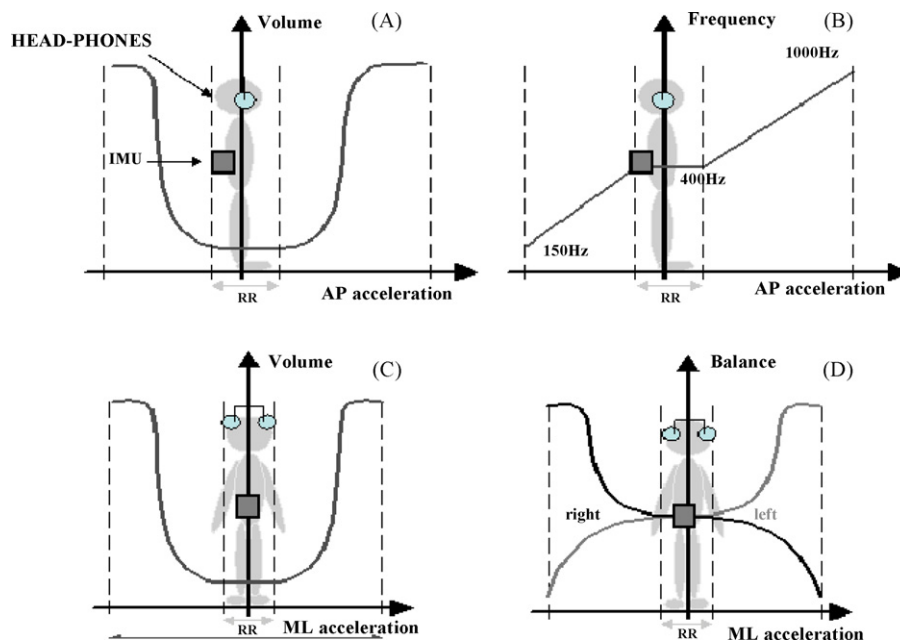 Volume (A)
HEAD-PHONES
IMU
RR
AP acceleration
Frequency (B)
1000Hz
400Hz
150Hz
RR
AP acceleration
Volume (C)
RR
ML acceleration
Balance (D)
right left
RR
ML acceleration